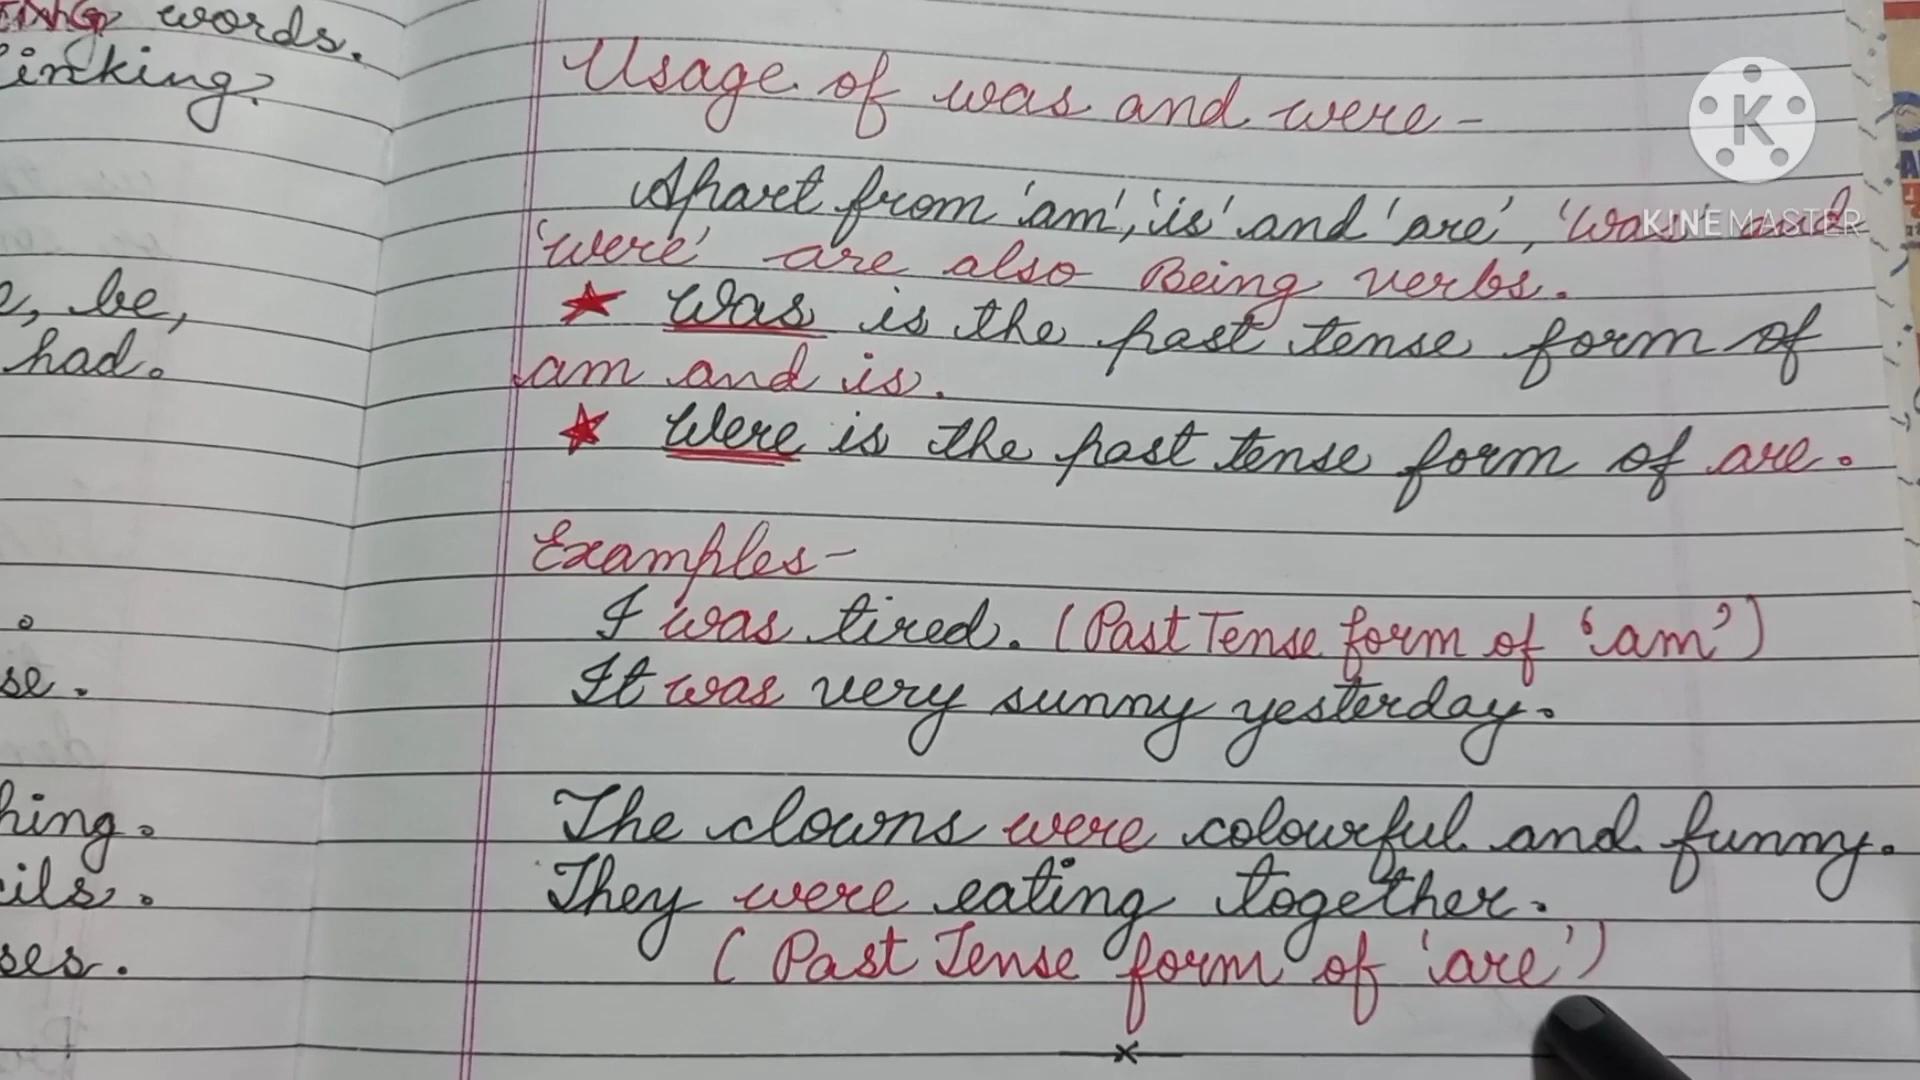 words.
inking.
, be,
had.
se.
hing.
ils.
ses.
Usage of was and were -
Apart from 'am', 'is' and 'are', 'was' and
'were' are also Being verbs.
★ Was is the past tense form of
am and is.
★ Were is the past tense form of are.
Examples -
I was tired. (Past Tense form of 'am')
It was very sunny yesterday.
The clowns were colourful and funny.
They were eating together.
(Past Tense form of 'are')
K
KINEMASTER